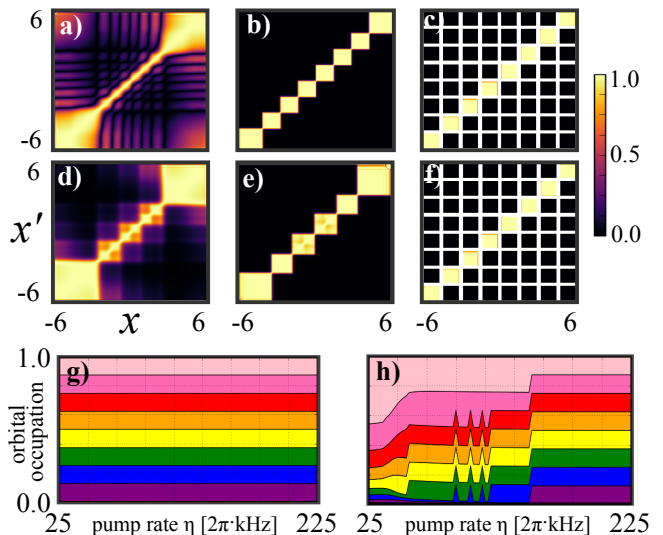 6
a)
b)
c)
-6
1.0
0.5
0.0
6
d)
e)
f)
x′
-6
-6
x
6
-6
6
-6
6
1.0
g)
h)
orbital
occupation
0.0
25
pump rate η [2π·kHz]
225
25
pump rate η [2π·kHz]
225